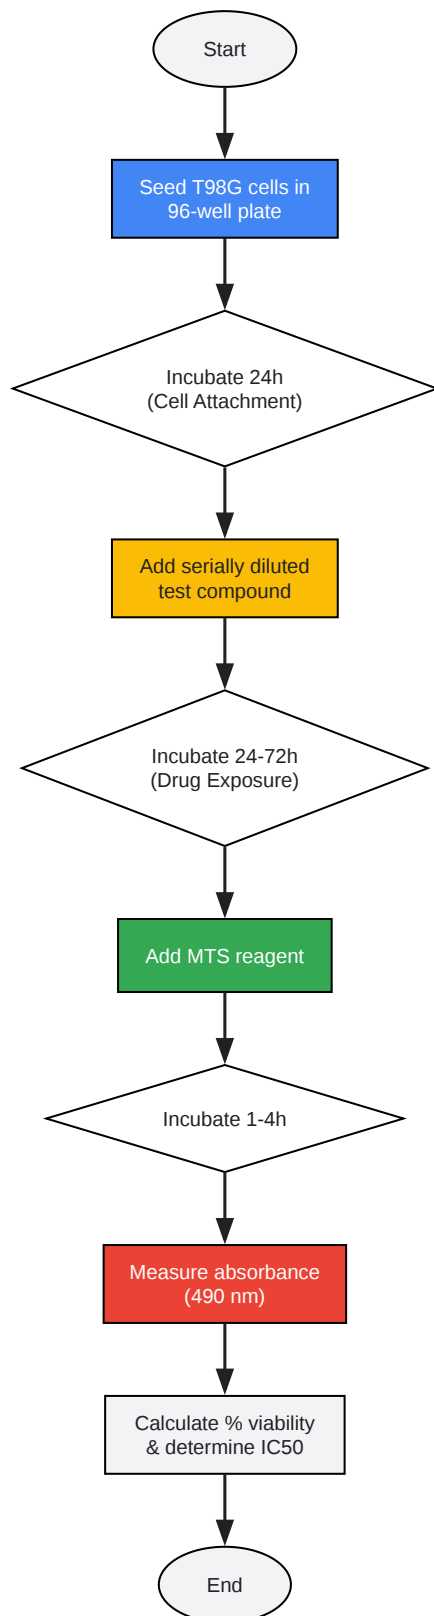 Start
Seed T98G cells in
96-well plate
Incubate 24h
(Cell Attachment)
Add serially diluted
test compound
Incubate 24-72h
(Drug Exposure)
Add MTS reagent
Incubate 1-4h
Measure absorbance
(490 nm)
Calculate % viability
& determine IC50
End